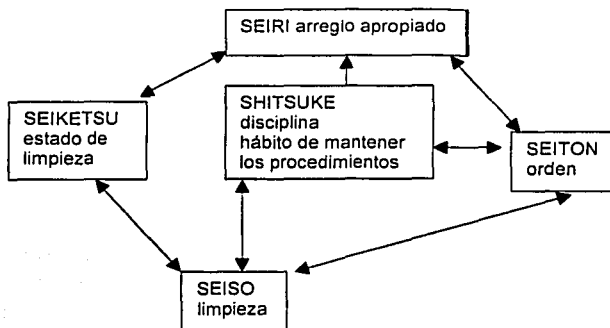 SEIRI arreglo apropiado
SEIKETSU
estado de
limpieza
SHITSUKE
disciplina
hábito de mantener
los procedimientos
SEITON
orden
SEISO
limpieza